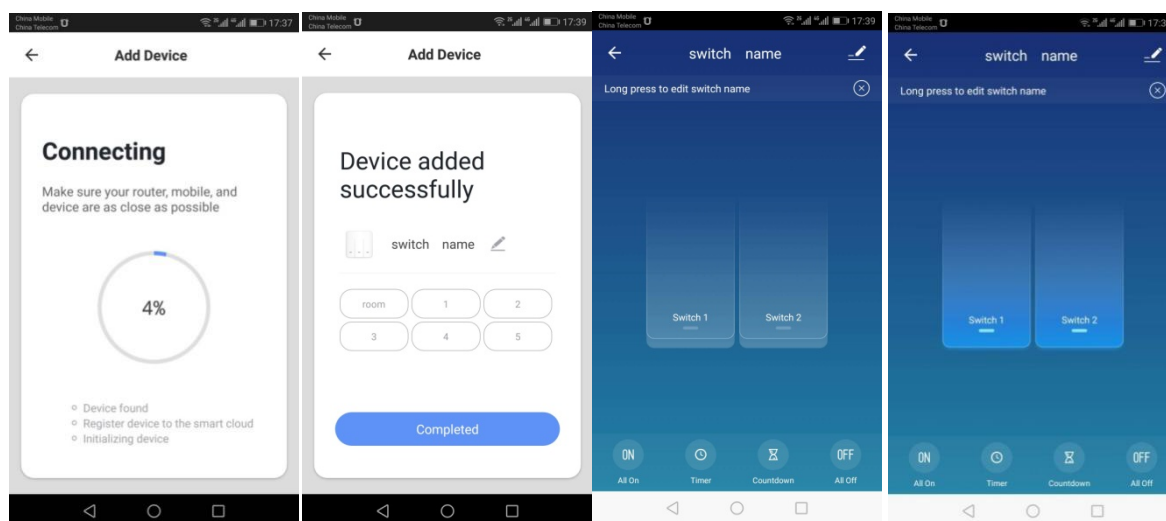 China Mobile
China Telecom
17:37
Add Device
Connecting
Make sure your router, mobile, and
device are as close as possible
4%
Device found
Register device to the smart cloud
Initializing device
China Mobile
China Telecom
17:39
Add Device
Device added
successfully
switch name
room 1 2
3 4 5
Completed
China Mobile
China Telecom
17:39
switch name
Long press to edit switch name
Switch 1 Switch 2
ON OFF
All On Timer Countdown All Off
China Mobile
China Telecom
17:3
switch name
Long press to edit switch name
Switch 1 Switch 2
ON OFF
All On Timer Countdown All Off